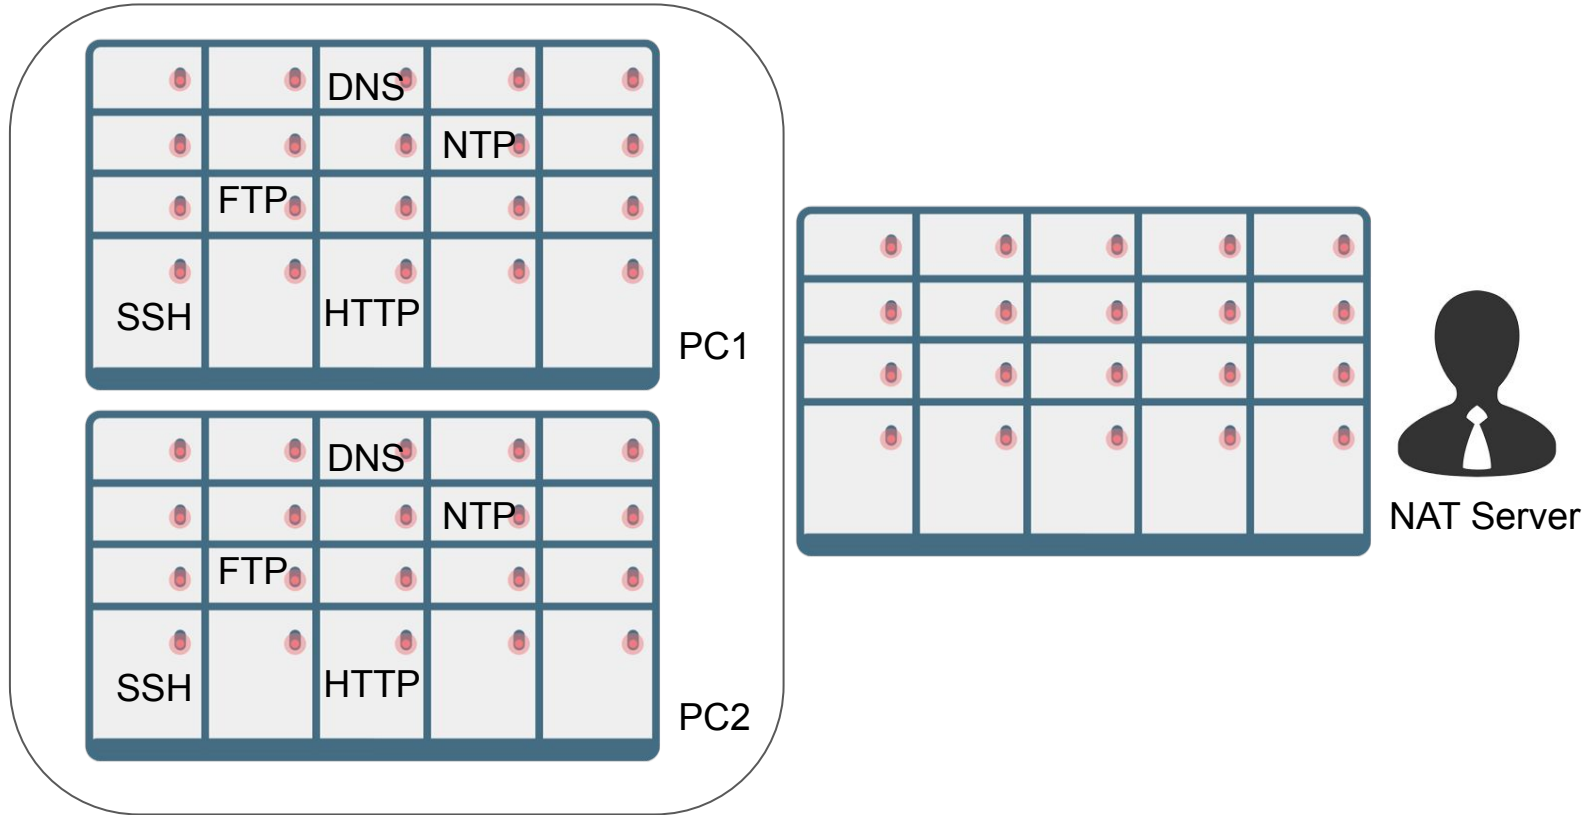 DNS
NTP
FTP
SSH
HTTP
PC1
DNS
NTP
FTP
SSH
HTTP
PC2
NAT Server